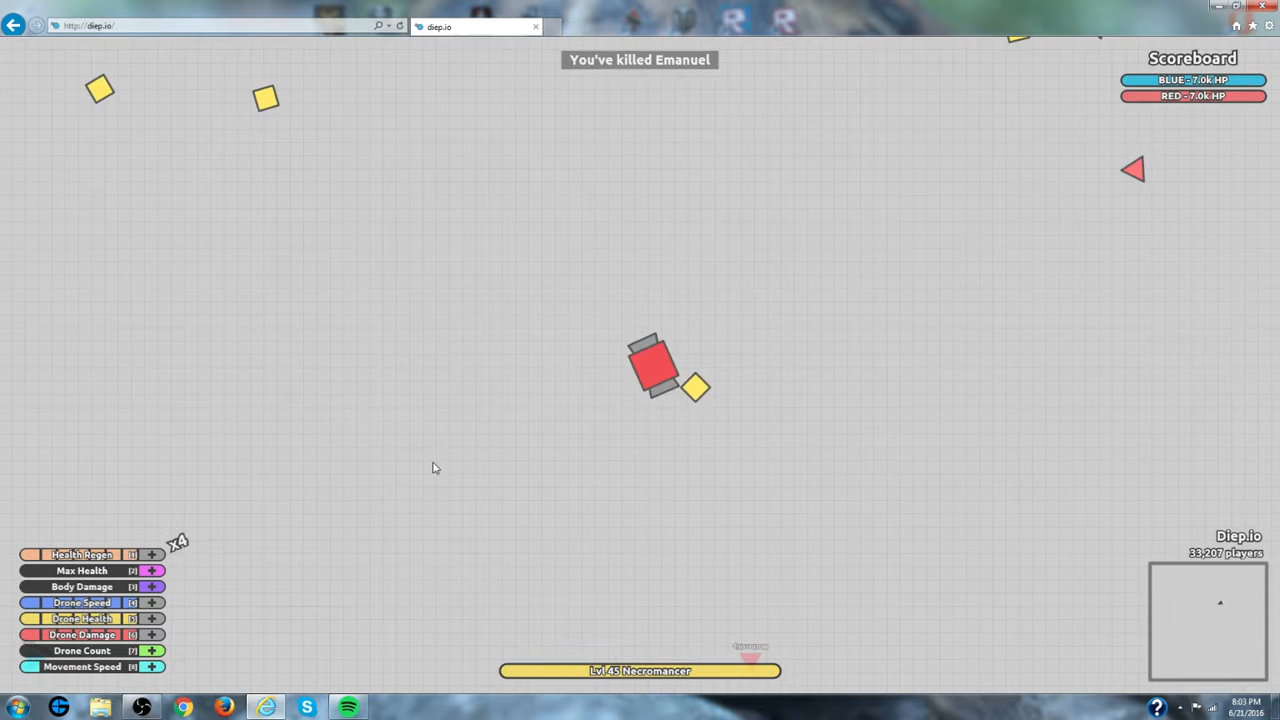 http://diep.io/
diep.io
You've killed Emanuel
Scoreboard
BLUE - 7.0k HP
RED - 7.0k HP
x4
Health Regen [1] +
Max Health [2] +
Body Damage [3] +
Drone Speed [4] +
Drone Health [5] +
Drone Damage [6] +
Drone Count [7] +
Movement Speed [8] +
Lvl 45 Necromancer
Diep.io
33,207 players
8:03 PM
6/21/2016